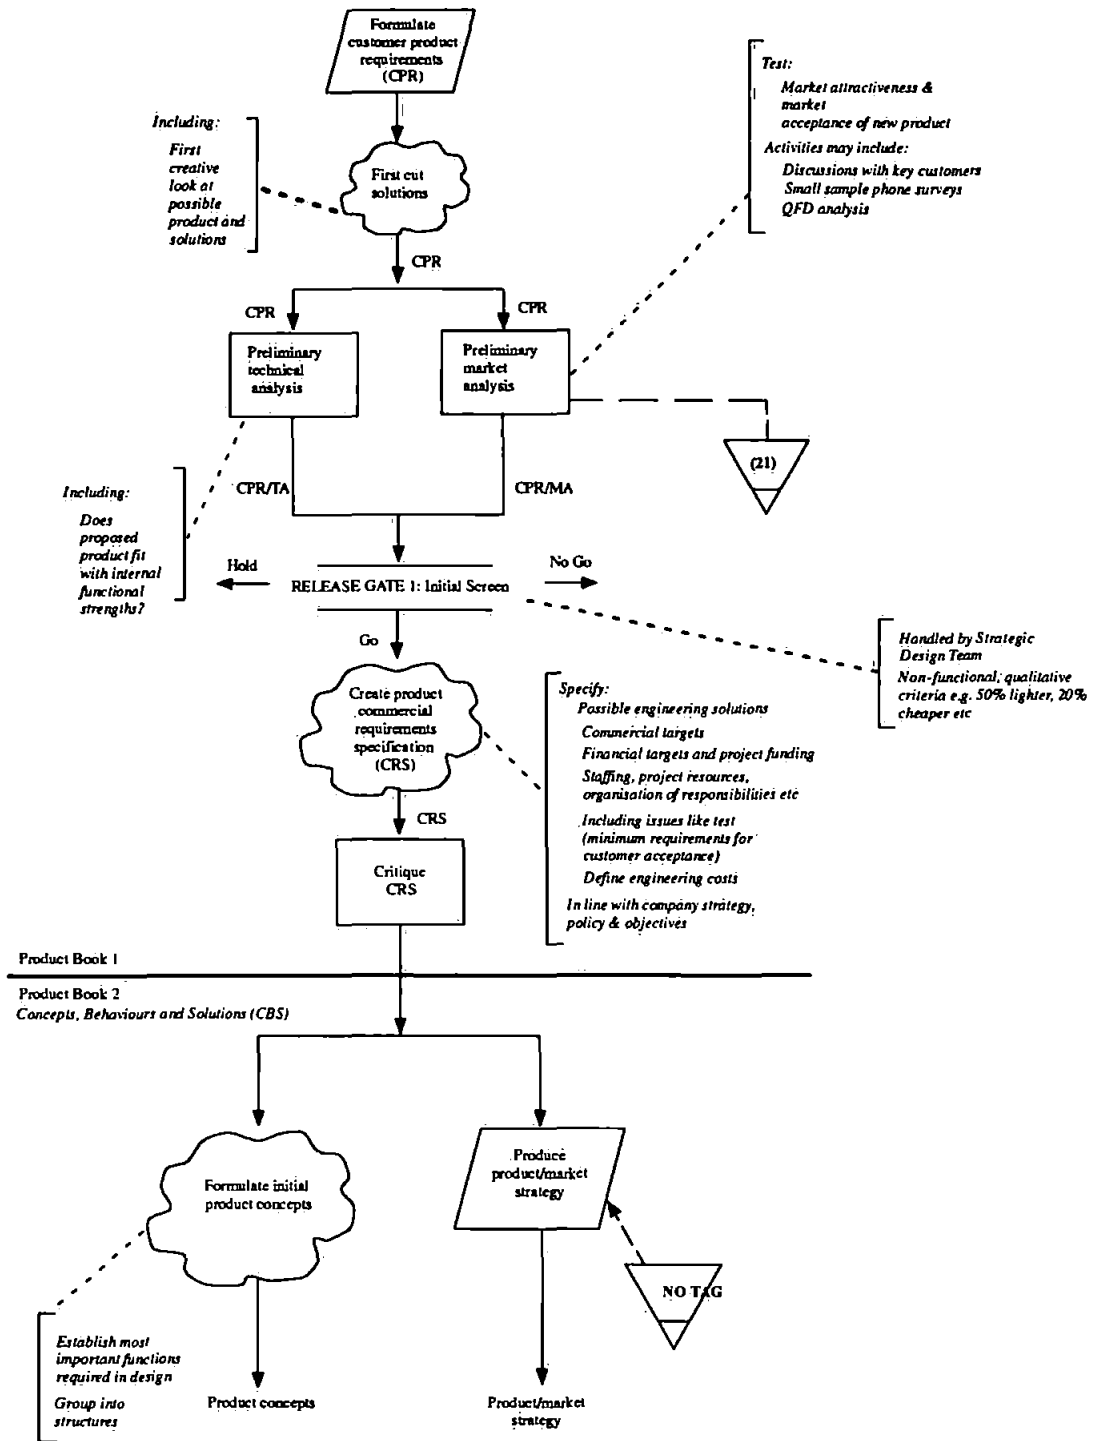 Formulate
customer product
requirements
(CPR)
Including:
First
creative
look at
possible
product and
solutions
First cut
solutions
Test:
Market attractiveness &
market
acceptance of new product
Activities may include:
Discussions with key customers
Small sample phone surveys
QFD analysis
CPR
CPR
CPR
Preliminary
technical
analysis
Preliminary
market
analysis
(21)
CPR/TA
CPR/MA
Including:
Does
proposed
product fit
with internal
functional
strengths?
Hold
RELEASE GATE 1: Initial Screen
No Go
Go
Handled by Strategic
Design Team
Non-functional, qualitative
criteria e.g. 50% lighter, 20%
cheaper etc
Create product
commercial
requirements
specification
(CRS)
Specify:
Possible engineering solutions
Commercial targets
Financial targets and project funding
Staffing, project resources,
organisation of responsibilities etc
Including issues like test
(minimum requirements for
customer acceptance)
Define engineering costs
In line with company strategy,
policy & objectives
CRS
Critique
CRS
Product Book 1
Product Book 2
Concepts, Behaviours and Solutions (CBS)
Formulate initial
product concepts
Produce
product/market
strategy
NO TAG
Establish most
important functions
required in design
Group into
structures
Product concepts
Product/market
strategy